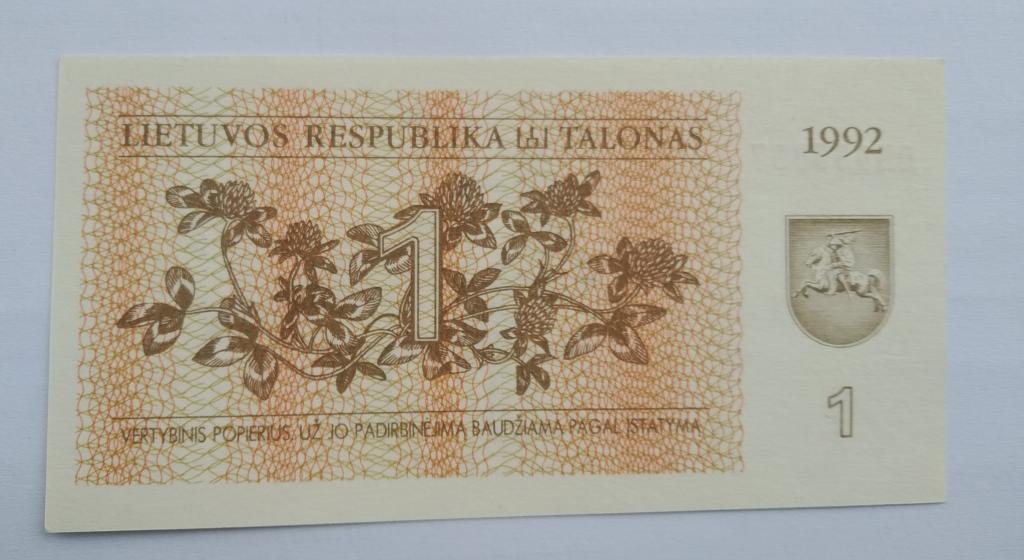 LIETUVOS RESPUBLIKA TALONAS
1992
1
VERTYBINIS POPIERIUS. UŽ JO PADIRBINĖJIMĄ BAUDŽIAMA PAGAL ĮSTATYMĄ
1